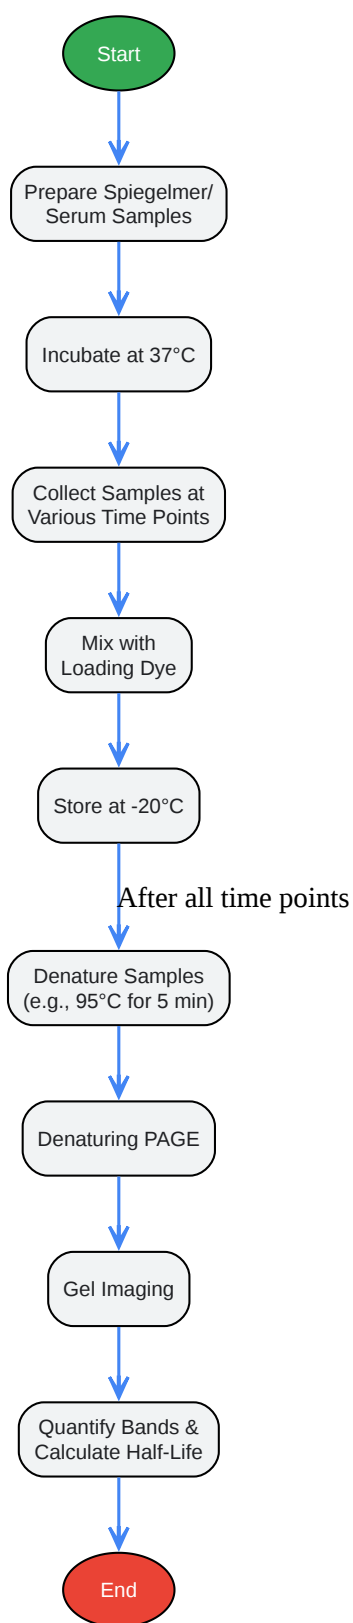 Start
Prepare Spiegelmer/
Serum Samples
Incubate at 37°C
Collect Samples at
Various Time Points
Mix with
Loading Dye
Store at -20°C
After all time points
Denature Samples
(e.g., 95°C for 5 min)
Denaturing PAGE
Gel Imaging
Quantify Bands &
Calculate Half-Life
End